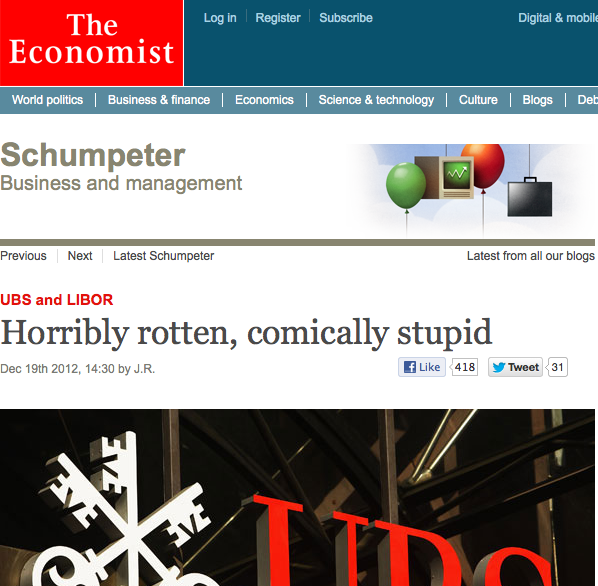 The
Economist
Log in Register Subscribe Digital & mobile
World politics Business & finance Economics Science & technology Culture Blogs Deb
Schumpeter
Business and management
Previous Next Latest Schumpeter Latest from all our blogs
UBS and LIBOR
Horribly rotten, comically stupid
Dec 19th 2012, 14:30 by J.R. Like 418 Tweet 31
UBS